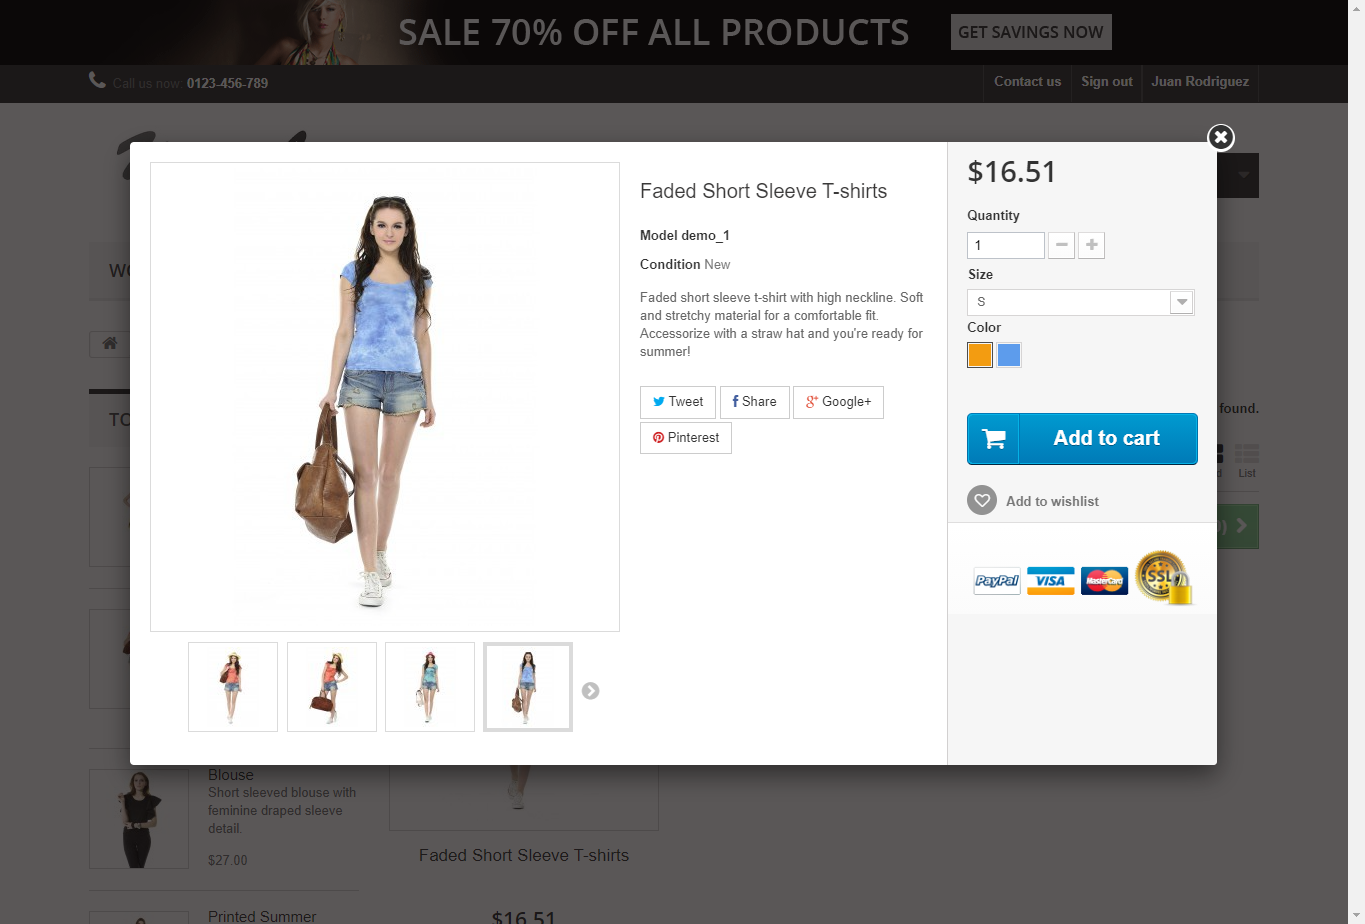 SALE 70% OFF ALL PRODUCTS
GET SAVINGS NOW
Call us now: 0123-456-789
Contact us
Sign out
Juan Rodriguez
$16.51
Faded Short Sleeve T-shirts
Quantity
Model demo_1
1
Condition New
Size
S
Faded short sleeve t-shirt with high neckline. Soft
and stretchy material for a comfortable fit.
Accessorize with a straw hat and you're ready for
summer!
Color
Tweet
Share
Google+
Pinterest
found.
Add to cart
List
Add to wishlist
PayPal
VISA
MasterCard
SSL
Blouse
Short sleeved blouse with
feminine draped sleeve
detail.
$27.00
Faded Short Sleeve T-shirts
Printed Summer
$16.51